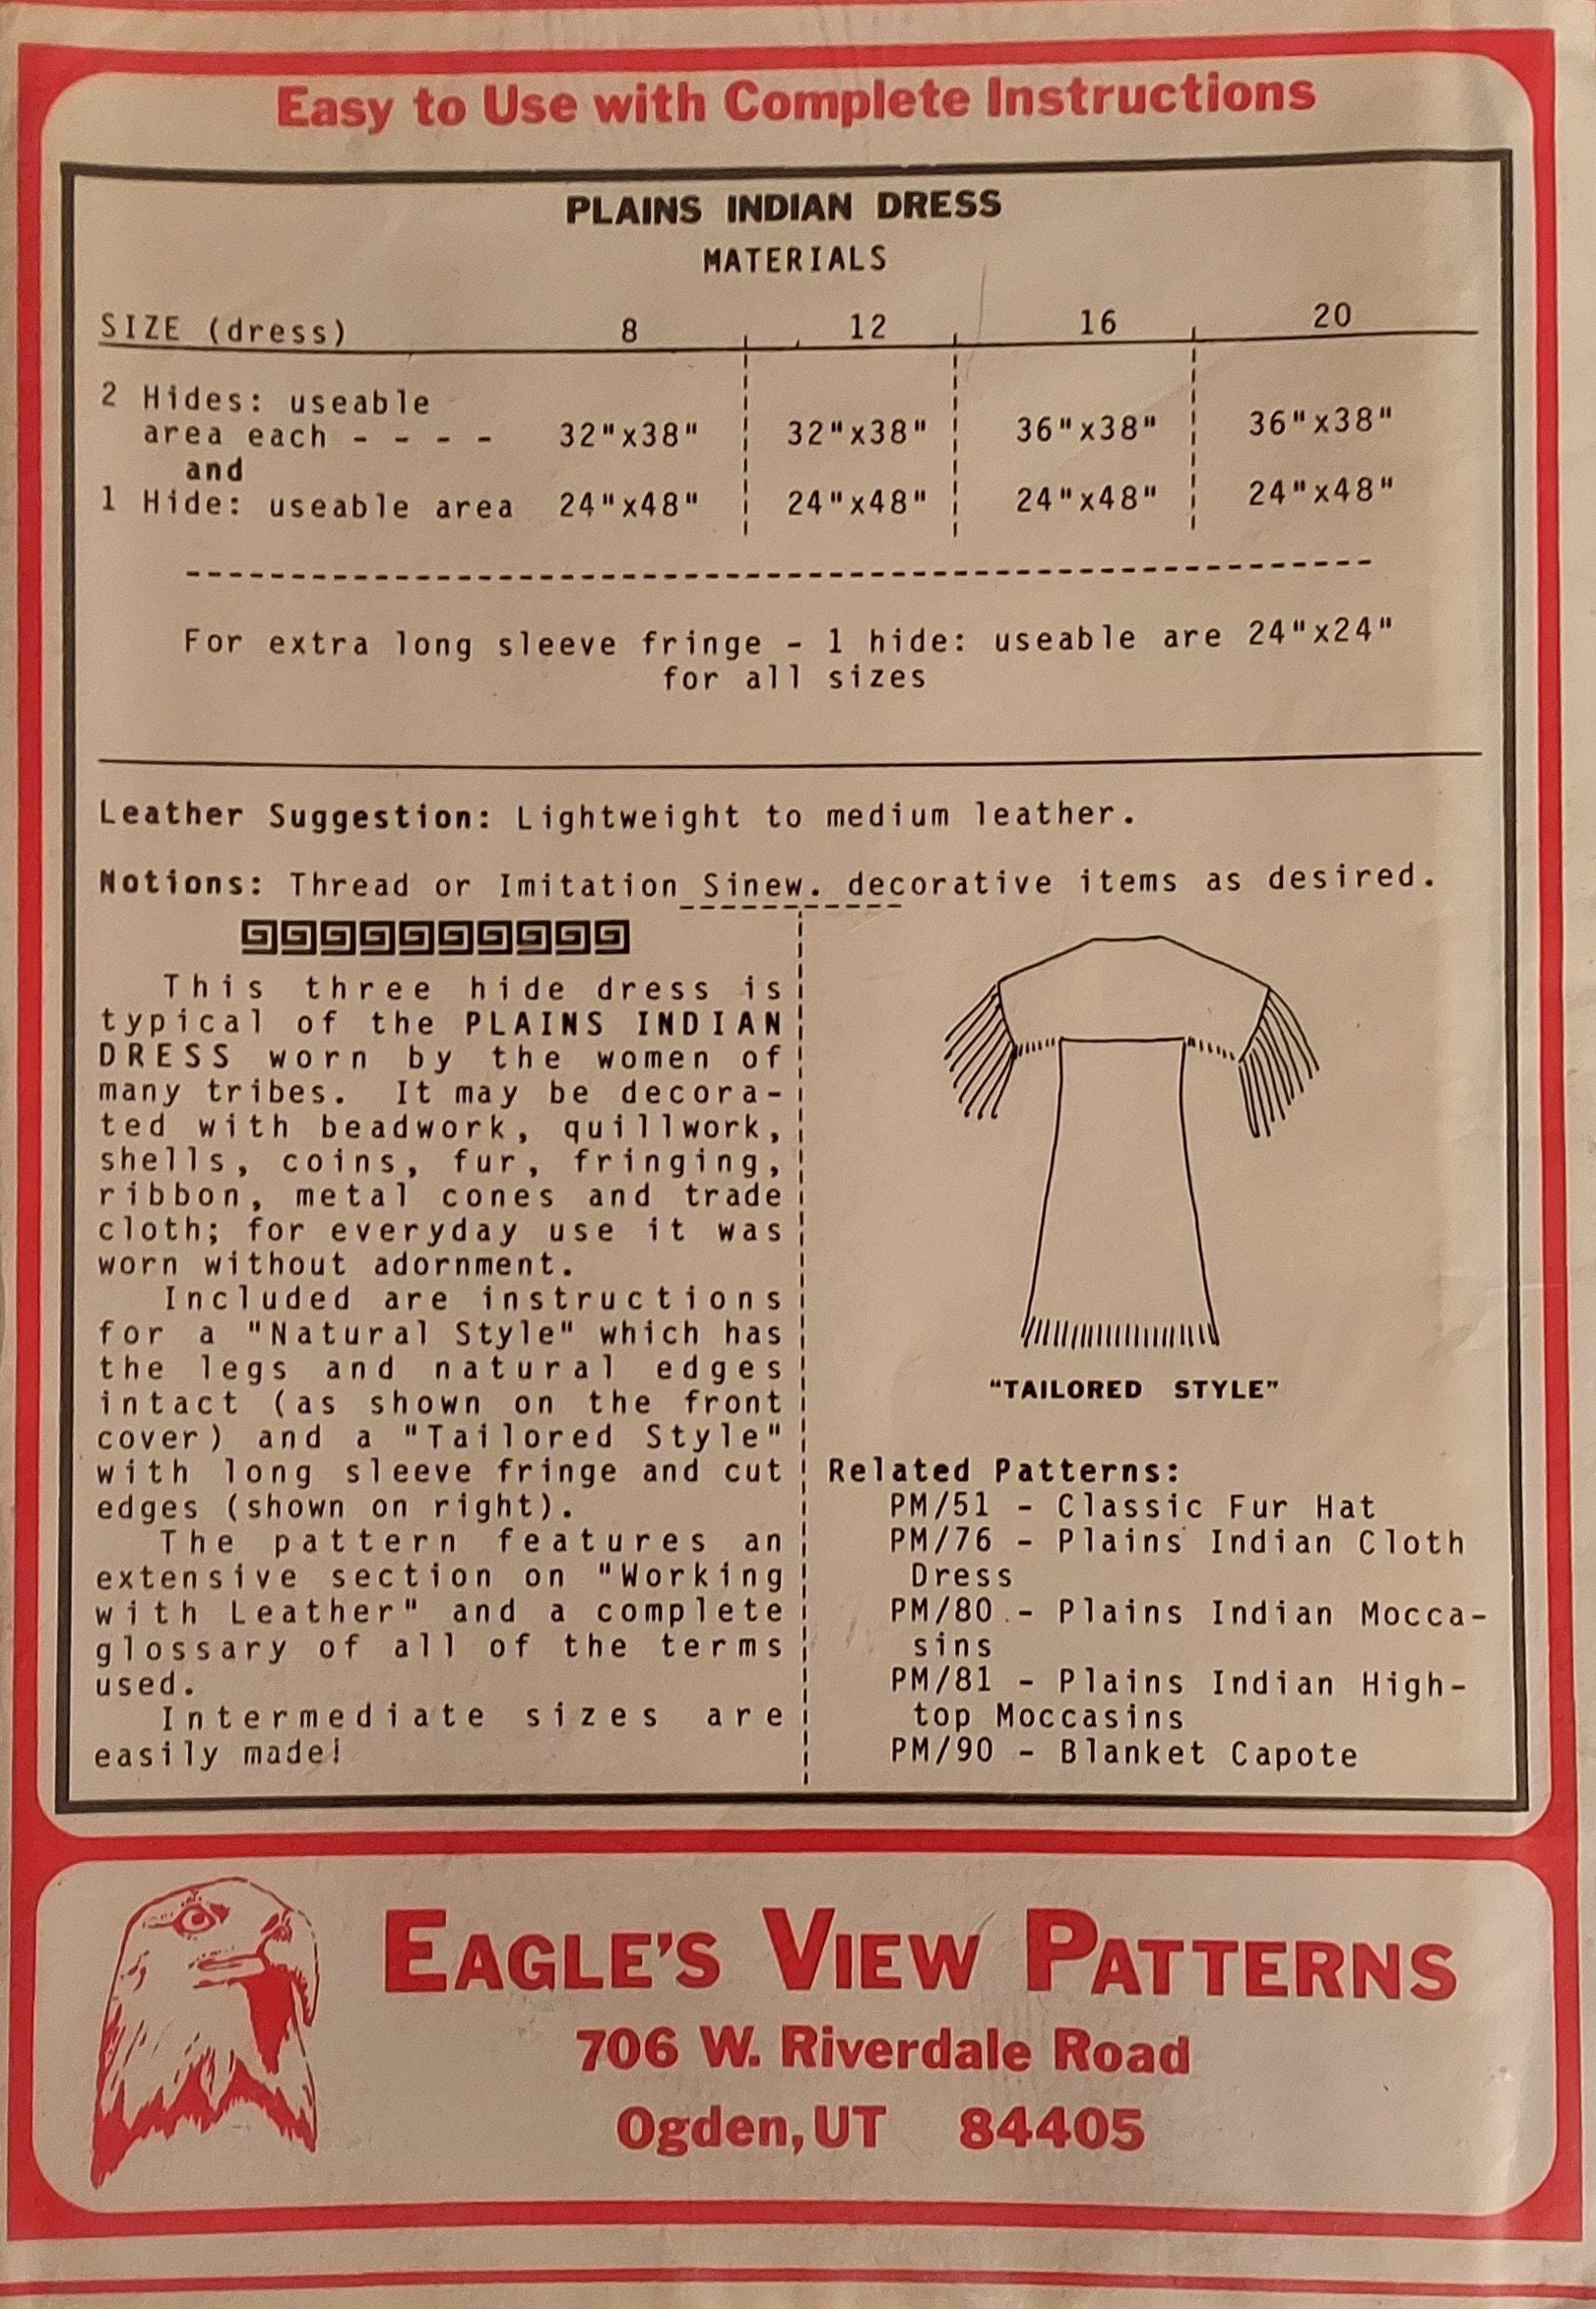 Easy to Use with Complete Instructions
PLAINS INDIAN DRESS
MATERIALS
SIZE (dress) 8 12 16 20
2 Hides: useable
area each - - - - 32"x38" 32"x38" 36"x38" 36"x38"
and
1 Hide: useable area 24"x48" 24"x48" 24"x48" 24"x48"
For extra long sleeve fringe - 1 hide: useable are 24"x24"
for all sizes
Leather Suggestion: Lightweight to medium leather.
Notions: Thread or Imitation Sinew. decorative items as desired.
This three hide dress is
typical of the PLAINS INDIAN
DRESS worn by the women of
many tribes. It may be decora-
ted with beadwork, quillwork,
shells, coins, fur, fringing,
ribbon, metal cones and trade
cloth; for everyday use it was
worn without adornment.
Included are instructions
for a "Natural Style" which has
the legs and natural edges
intact (as shown on the front
cover) and a "Tailored Style"
with long sleeve fringe and cut
edges (shown on right).
The pattern features an
extensive section on "Working
with Leather" and a complete
glossary of all of the terms
used.
Intermediate sizes are
easily made!
"TAILORED STYLE"
Related Patterns:
PM/51 - Classic Fur Hat
PM/76 - Plains Indian Cloth
Dress
PM/80 - Plains Indian Mocca-
sins
PM/81 - Plains Indian High-
top Moccasins
PM/90 - Blanket Capote
EAGLE'S VIEW PATTERNS
706 W. Riverdale Road
Ogden, UT 84405